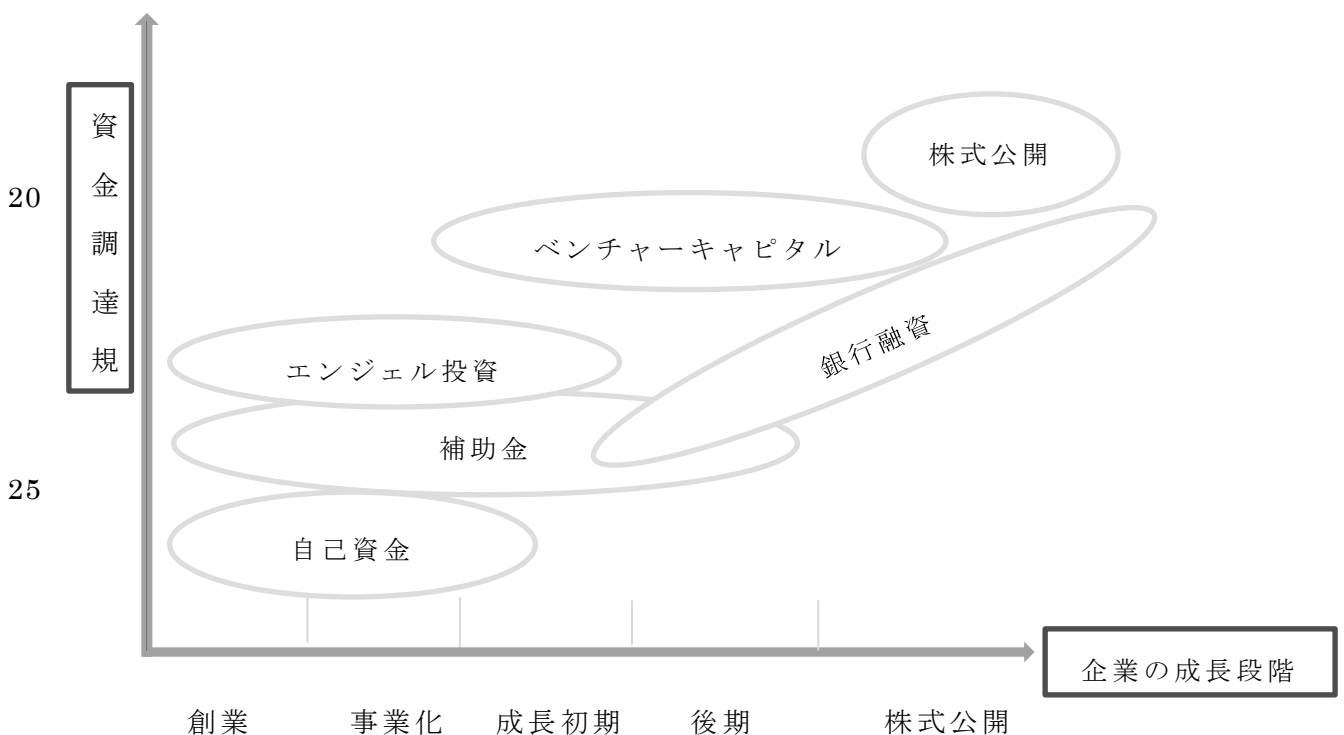 資金調達規
20
25
株式公開
ベンチャーキャピタル
銀行融資
エンジェル投資
補助金
自己資金
企業の成長段階
創業
事業化
成長初期
後期
株式公開